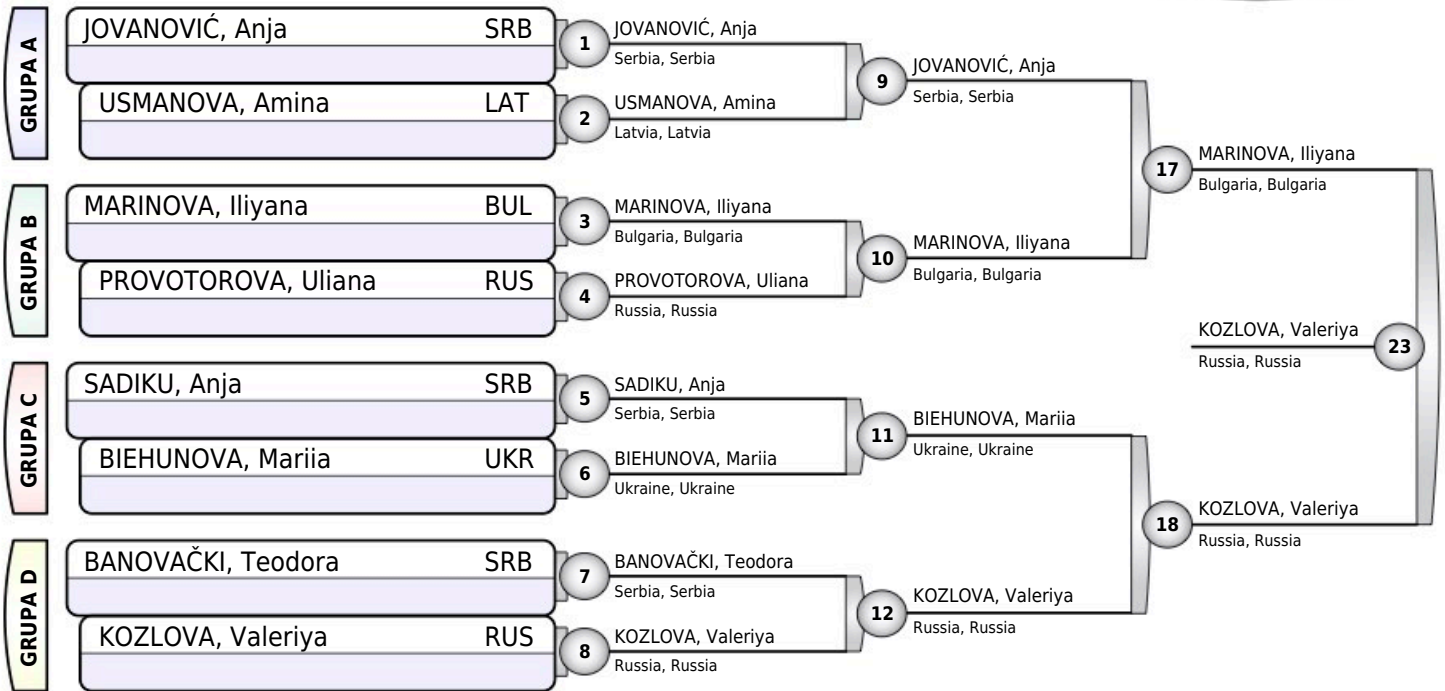 GRUPA A
JOVANOVIĆ, Anja SRB
USMANOVA, Amina LAT
GRUPA B
MARINOVA, Iliyana BUL
PROVOTOROVA, Uliana RUS
GRUPA C
SADIKU, Anja SRB
BIEHUNOVA, Mariia UKR
GRUPA D
BANOVAČKI, Teodora SRB
KOZLOVA, Valeriya RUS
1
JOVANOVIĆ, Anja
Serbia, Serbia
2
USMANOVA, Amina
Latvia, Latvia
3
MARINOVA, Iliyana
Bulgaria, Bulgaria
4
PROVOTOROVA, Uliana
Russia, Russia
5
SADIKU, Anja
Serbia, Serbia
6
BIEHUNOVA, Mariia
Ukraine, Ukraine
7
BANOVAČKI, Teodora
Serbia, Serbia
8
KOZLOVA, Valeriya
Russia, Russia
9
JOVANOVIĆ, Anja
Serbia, Serbia
10
MARINOVA, Iliyana
Bulgaria, Bulgaria
11
BIEHUNOVA, Mariia
Ukraine, Ukraine
12
KOZLOVA, Valeriya
Russia, Russia
17
MARINOVA, Iliyana
Bulgaria, Bulgaria
18
KOZLOVA, Valeriya
Russia, Russia
KOZLOVA, Valeriya
Russia, Russia
23